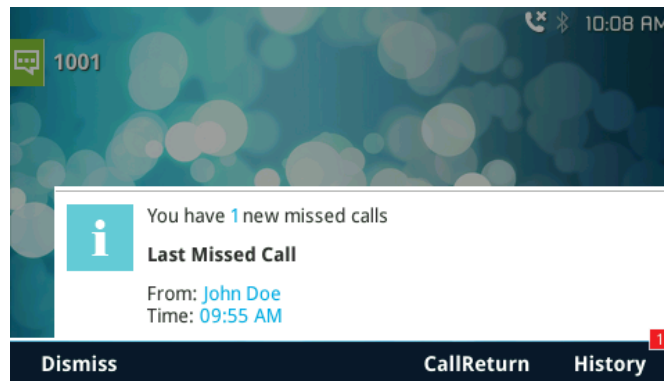 10:08 AM
1001
You have 1 new missed calls
Last Missed Call
From: John Doe
Time: 09:55 AM
1
Dismiss CallReturn History